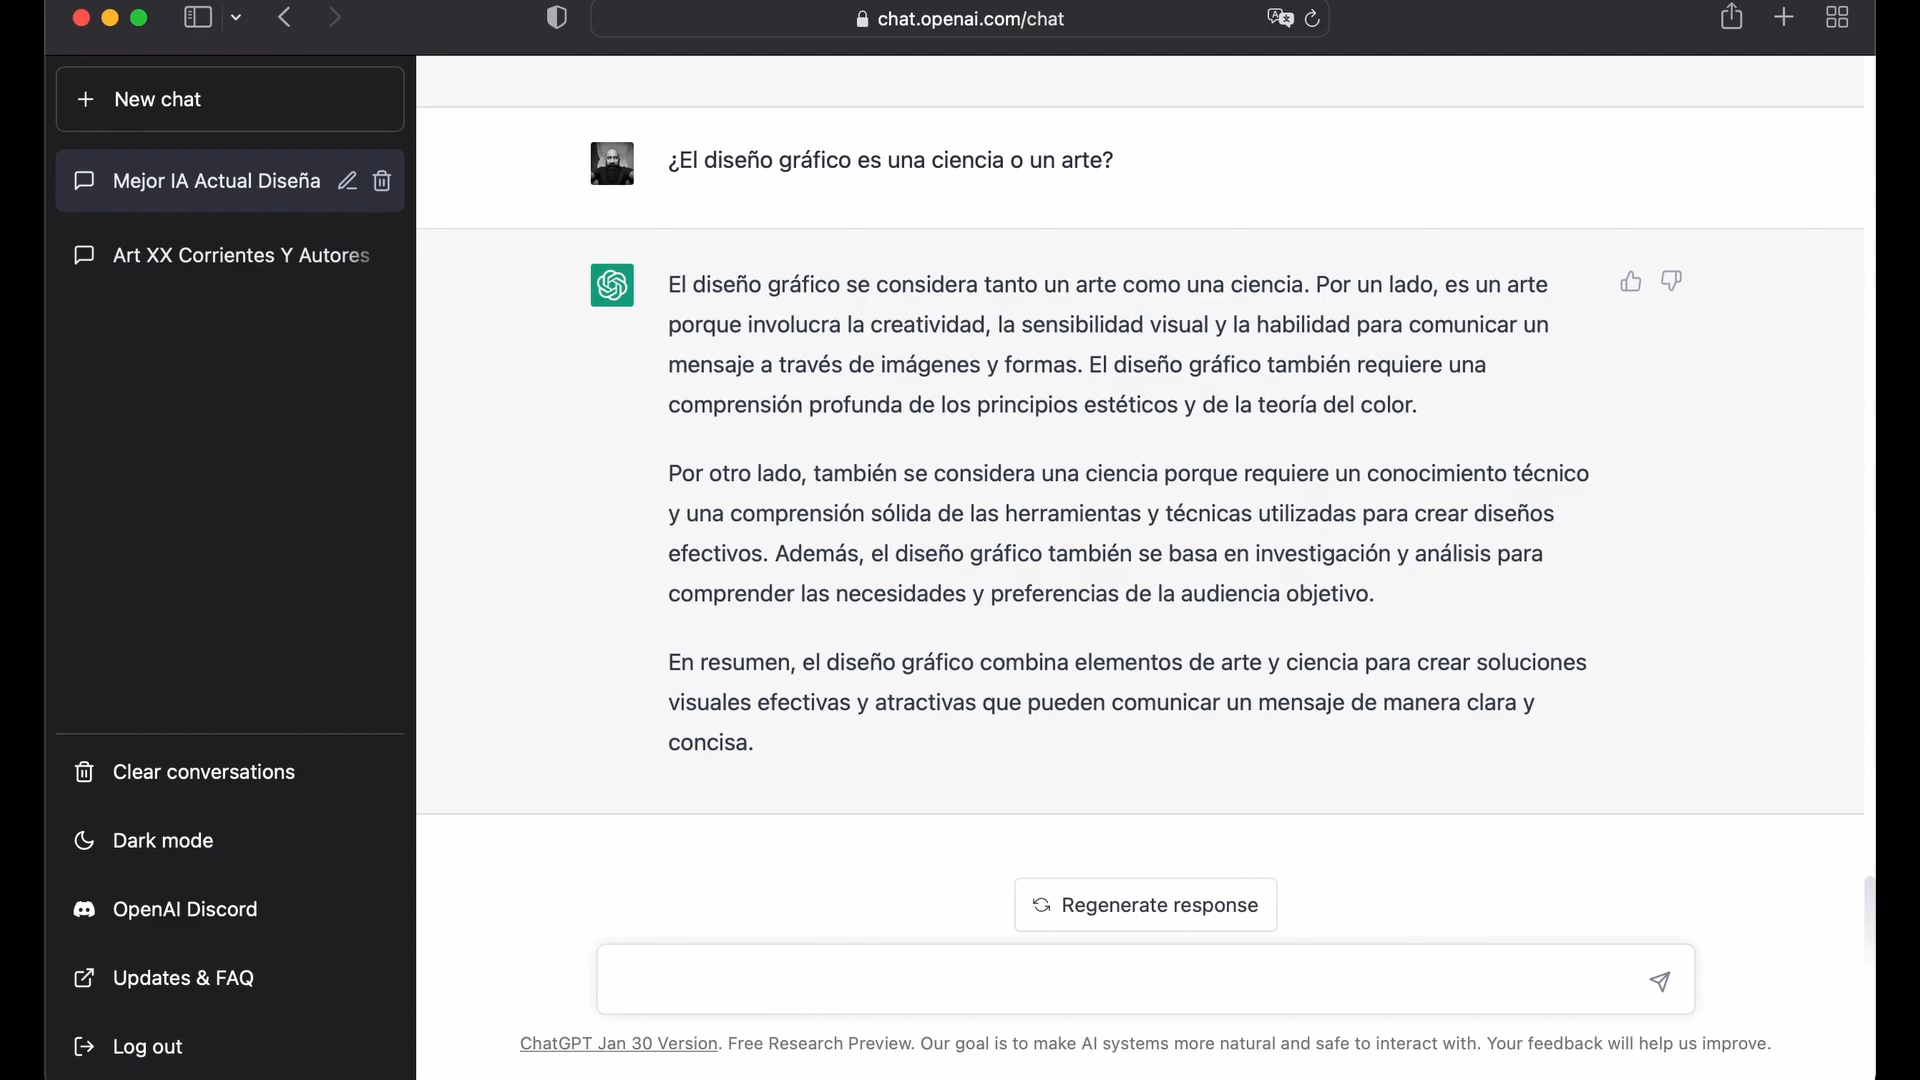 chat.openai.com/chat
New chat
Mejor IA Actual Diseña
Art XX Corrientes Y Autores
¿El diseño gráfico es una ciencia o un arte?
El diseño gráfico se considera tanto un arte como una ciencia. Por un lado, es un arte
porque involucra la creatividad, la sensibilidad visual y la habilidad para comunicar un
mensaje a través de imágenes y formas. El diseño gráfico también requiere una
comprensión profunda de los principios estéticos y de la teoría del color.
Por otro lado, también se considera una ciencia porque requiere un conocimiento técnico
y una comprensión sólida de las herramientas y técnicas utilizadas para crear diseños
efectivos. Además, el diseño gráfico también se basa en investigación y análisis para
comprender las necesidades y preferencias de la audiencia objetivo.
En resumen, el diseño gráfico combina elementos de arte y ciencia para crear soluciones
visuales efectivas y atractivas que pueden comunicar un mensaje de manera clara y
concisa.
Clear conversations
Dark mode
OpenAI Discord
Updates & FAQ
Log out
Regenerate response
ChatGPT Jan 30 Version. Free Research Preview. Our goal is to make AI systems more natural and safe to interact with. Your feedback will help us improve.